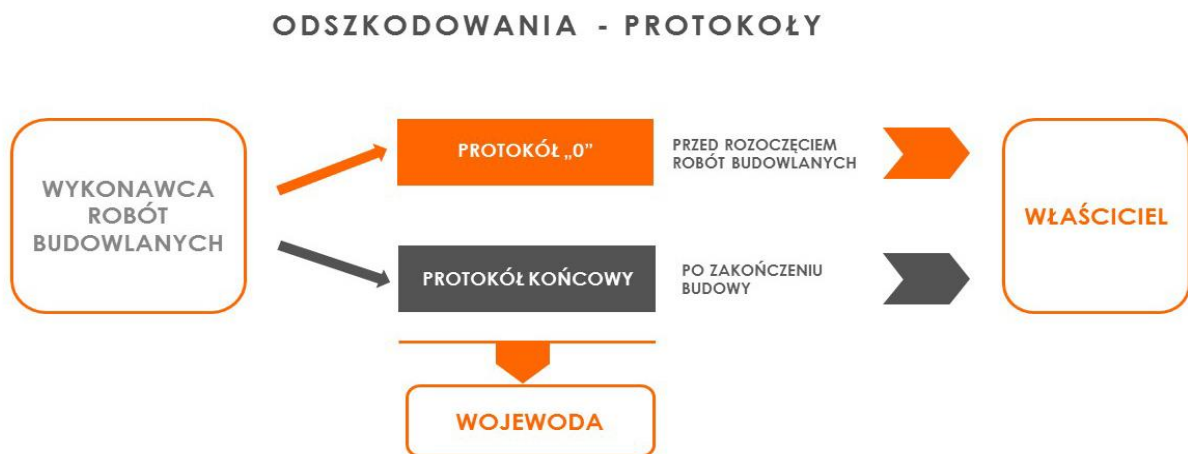 ODSZKODOWANIA - PROTOKOŁY
WYKONAWCA
ROBÓT
BUDOWLANYCH
PROTOKÓŁ „0”
PRZED ROZOCZĘCIEM
ROBÓT BUDOWLANYCH
PROTOKÓŁ KOŃCOWY
PO ZAKOŃCZENIU
BUDOWY
WŁAŚCICIEL
WOJEWODA